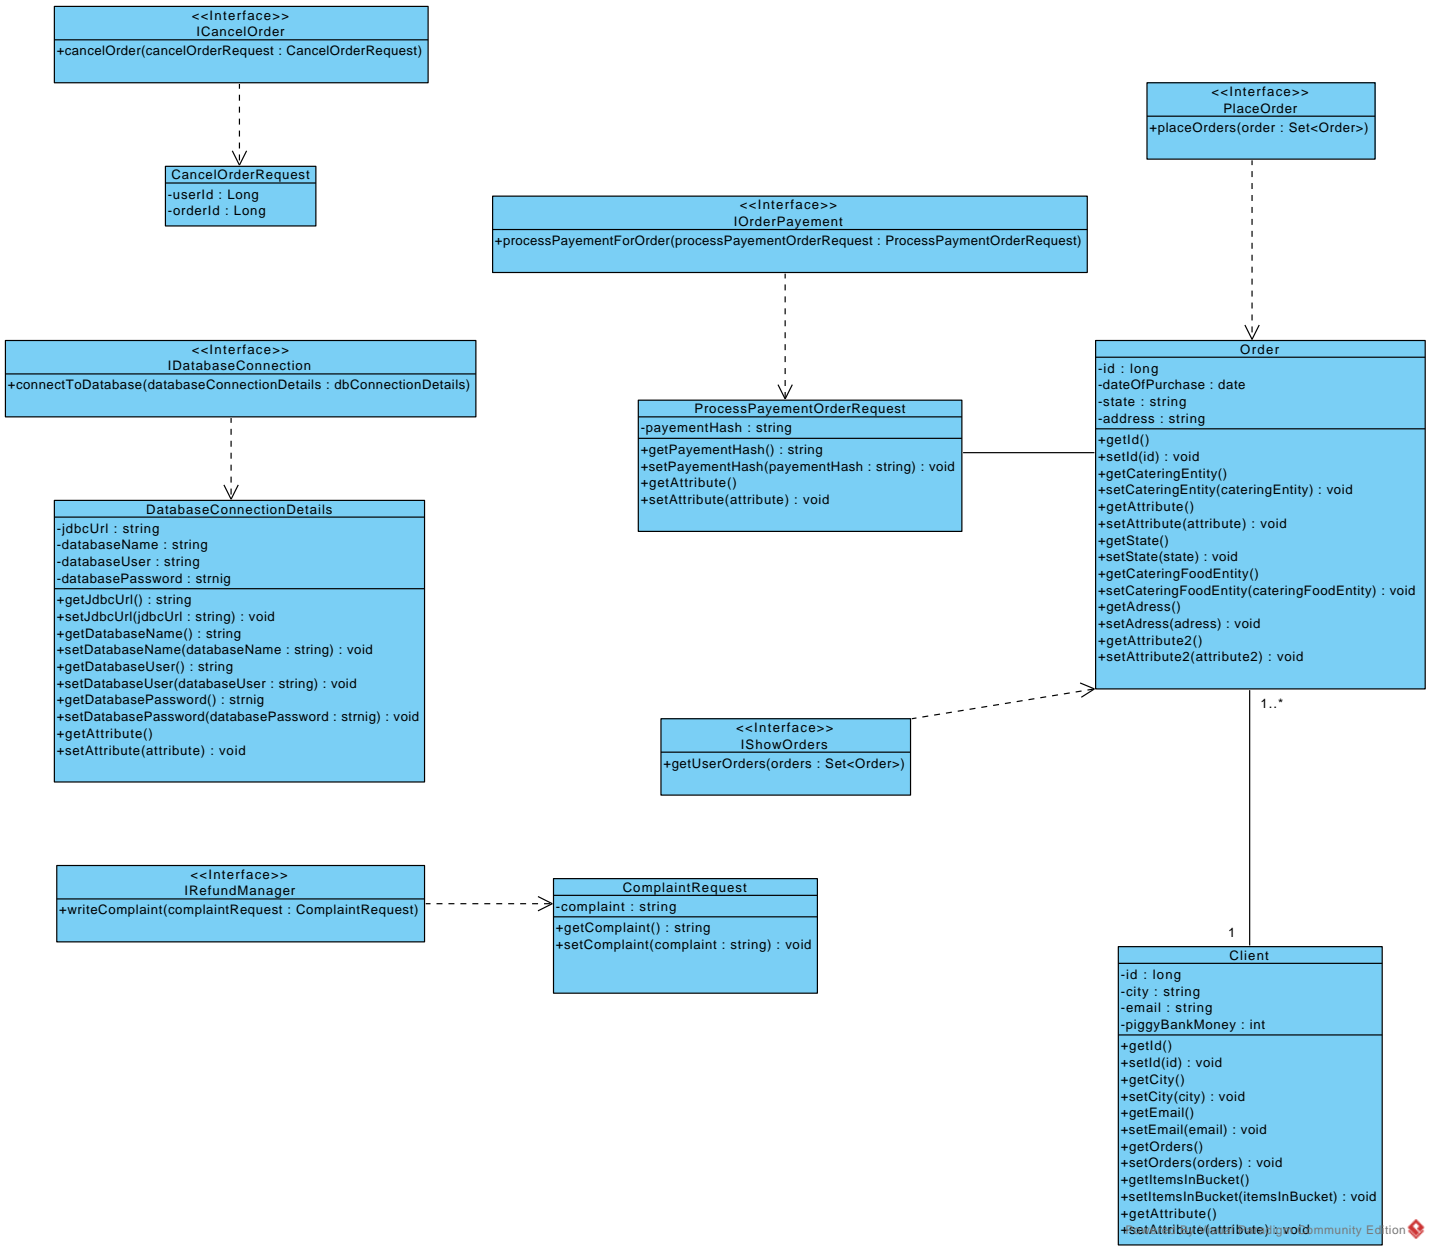 <<Interface>>
ICancelOrder
+cancelOrder(cancelOrderRequest : CancelOrderRequest)
CancelOrderRequest
-userId : Long
-orderId : Long
<<Interface>>
PlaceOrder
+placeOrders(order : Set<Order>)
<<Interface>>
IOrderPayement
+processPayementForOrder(processPayementOrderRequest : ProcessPaymentOrderRequest)
<<Interface>>
IDatabaseConnection
+connectToDatabase(databaseConnectionDetails : dbConnectionDetails)
Order
-id : long
-dateOfPurchase : date
-state : string
-address : string
+getId()
+setId(id) : void
+getCateringEntity()
+setCateringEntity(cateringEntity) : void
+getAttribute()
+setAttribute(attribute) : void
+getState()
+setState(state) : void
+getCateringFoodEntity()
+setCateringFoodEntity(cateringFoodEntity) : void
+getAdress()
+setAdress(adress) : void
+getAttribute2()
+setAttribute2(attribute2) : void
ProcessPayementOrderRequest
-payementHash : string
+getPayementHash() : string
+setPayementHash(payementHash : string) : void
+getAttribute()
+setAttribute(attribute) : void
DatabaseConnectionDetails
-jdbcUrl : string
-databaseName : string
-databaseUser : string
-databasePassword : strnig
+getJdbcUrl() : string
+setJdbcUrl(jdbcUrl : string) : void
+getDatabaseName() : string
+setDatabaseName(databaseName : string) : void
+getDatabaseUser() : string
+setDatabaseUser(databaseUser : string) : void
+getDatabasePassword() : strnig
+setDatabasePassword(databasePassword : strnig) : void
+getAttribute()
+setAttribute(attribute) : void
1..*
<<Interface>>
IShowOrders
+getUserOrders(orders : Set<Order>)
<<Interface>>
IRefundManager
+writeComplaint(complaintRequest : ComplaintRequest)
ComplaintRequest
-complaint : string
+getComplaint() : string
+setComplaint(complaint : string) : void
1
Client
-id : long
-city : string
-email : string
-piggyBankMoney : int
+getId()
+setId(id) : void
+getCity()
+setCity(city) : void
+getEmail()
+setEmail(email) : void
+getOrders()
+setOrders(orders) : void
+getItemsInBucket()
+setItemsInBucket(itemsInBucket) : void
+getAttribute()
+setAttribute(attribute) : void
Powered By Visual Paradigm Community Edition